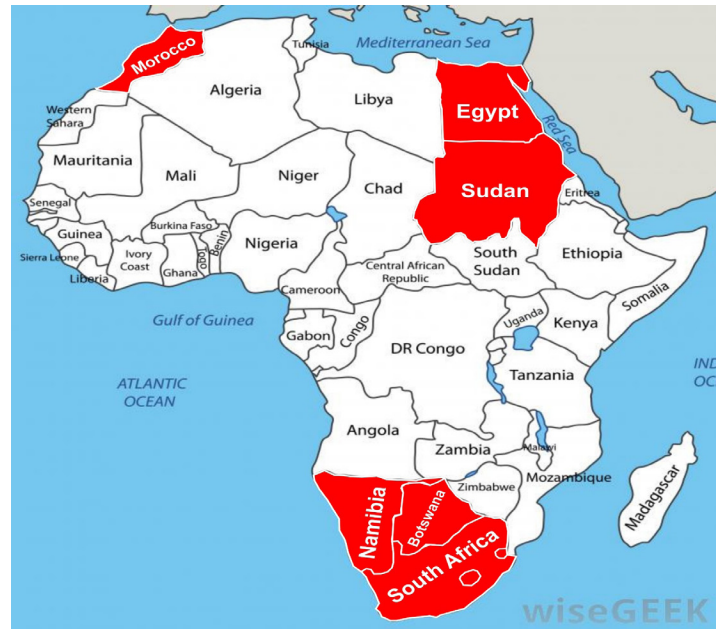 Mediterranean Sea
Morocco
Tunisia
Algeria
Libya
Egypt
Red Sea
Western
Sahara
Mauritania
Mali
Niger
Chad
Sudan
Eritrea
Senegal
Guinea
Burkina Faso
Benin
Togo
Nigeria
Sierra Leone
Ivory
Coast
Ghana
Liberia
Central African
Republic
South
Sudan
Ethiopia
Somalia
Cameroon
Gulf of Guinea
Gabon
Congo
DR Congo
Uganda
Kenya
Tanzania
IND
OC
ATLANTIC
OCEAN
Angola
Zambia
Malawi
Mozambique
Zimbabwe
Madagascar
Namibia
Botswana
South Africa
wiseGEEK